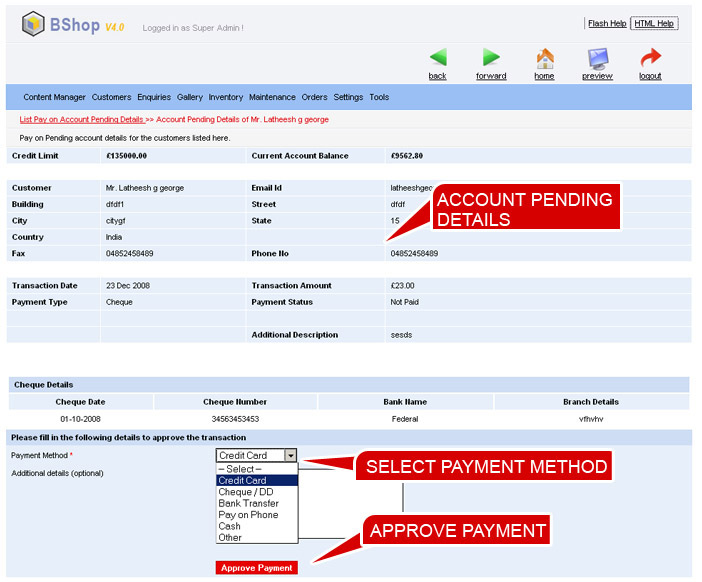 BShop V4.0 Logged in as Super Admin ! Flash Help HTML Help
back forward home preview logout
Content Manager Customers Enquiries Gallery Inventory Maintenance Orders Settings Tools
List Pay on Account Pending Details >> Account Pending Details of Mr. Latheesh g george
Pay on Pending account details for the customers listed here.
Credit Limit £135000.00 Current Account Balance £9562.80
Customer Mr. Latheesh g george Email Id
Building dfdf1 Street dfdf
City citygf State 15
Country India
Fax 04852458489 Phone No 04852458489
ACCOUNT PENDING
DETAILS
Transaction Date 23 Dec 2008 Transaction Amount £23.00
Payment Type Cheque Payment Status Not Paid
Additional Description sesds
Cheque Details
Cheque Date Cheque Number Bank Name Branch Details
01-10-2008 34563453453 Federal vfhvhv
Please fill in the following details to approve the transaction
Payment Method * Credit Card
Additional details (optional)
-- Select --
Credit Card
Cheque / DD
Bank Transfer
Pay on Phone
Cash
Other
SELECT PAYMENT METHOD
APPROVE PAYMENT
Approve Payment